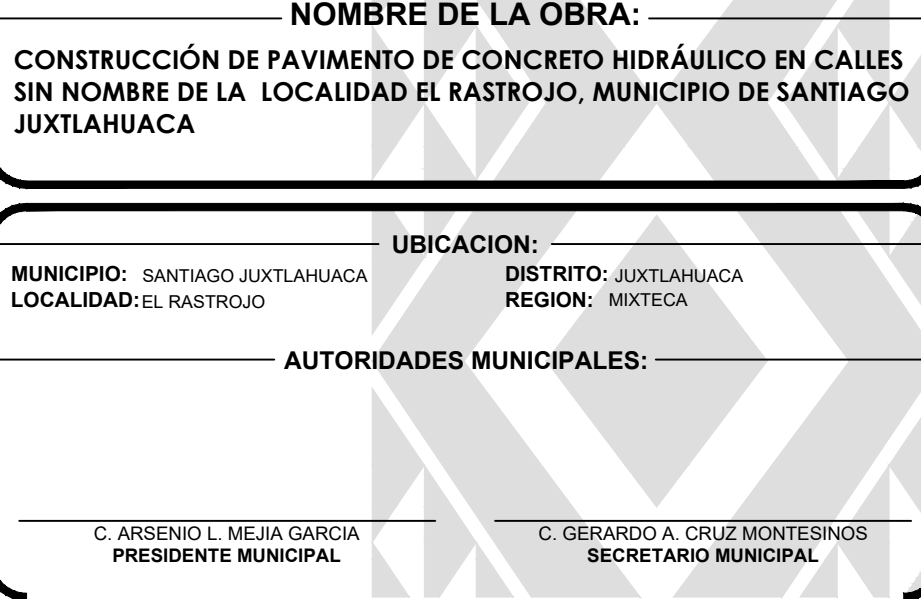 NOMBRE DE LA OBRA:
CONSTRUCCIÓN DE PAVIMENTO DE CONCRETO HIDRÁULICO EN CALLES
SIN NOMBRE DE LA LOCALIDAD EL RASTROJO, MUNICIPIO DE SANTIAGO
JUXTLAHUACA
UBICACION:
MUNICIPIO: SANTIAGO JUXTLAHUACA DISTRITO: JUXTLAHUACA
LOCALIDAD: EL RASTROJO REGION: MIXTECA
AUTORIDADES MUNICIPALES:
C. ARSENIO L. MEJIA GARCIA C. GERARDO A. CRUZ MONTESINOS
PRESIDENTE MUNICIPAL SECRETARIO MUNICIPAL